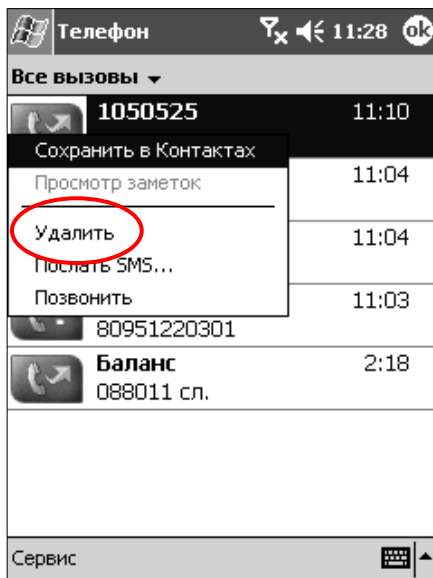 Телефон 11:28 ok
Все вызовы
1050525 11:10
Сохранить в Контактах
Просмотр заметок 11:04
Удалить 11:04
Послать SMS...
Позвонить 11:03
80951220301
Баланс 2:18
088011 сл.
Сервис